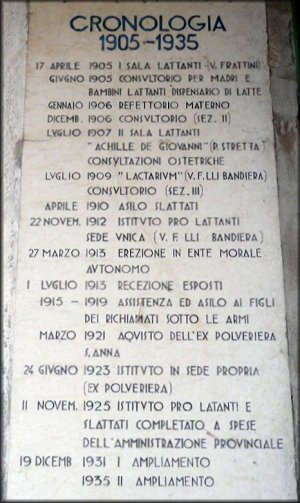 CRONOLOGIA
1905-1935
17 APRILE 1905 I SALA LATTANTI (V. FRATTINI)
GIVGNO 1905 CONSVLTORIO PER MADRI E
BAMBINI LATTANTI DISPENSARIO DI LATTE
GENNAIO 1906 REFETTORIO MATERNO
DICEMB. 1906 CONSVLTORIO (SEZ. II)
LVGLIO 1907 II SALA LATTANTI
"ACHILLE DE GIOVANNI" (P. STRETTA)
CONSVLTAZIONI OSTETRICHE
LVGLIO 1909 "LACTARIVM" (V. F.LLI BANDIERA)
CONSVLTORIO (SEZ. III)
APRILE 1910 ASILO SLATTATI
22 NOVEM. 1912 ISTITVTO PRO LATTANTI
SEDE VNICA (V. F. LLI BANDIERA)
27 MARZO 1913 EREZIONE IN ENTE MORALE
AVTONOMO
1 LVGLIO 1913 RECEZIONE ESPOSTI
1915 - 1919 ASSISTENZA ED ASILO AI FIGLI
DEI RICHIAMATI SOTTO LE ARMI
MARZO 1921 AQVISTO DELL'EX POLVERIERA
S. ANNA
24 GIVGNO 1923 ISTITVTO IN SEDE PROPRIA
(EX POLVERIERA)
11 NOVEM. 1925 ISTITVTO PRO LATANTI E
SLATTATI COMPLETATO A SPESE
DELL'AMMINISTRAZIONE PROVINCIALE
19 DICEMB 1931 I AMPLIAMENTO
1935 II AMPLIAMENTO